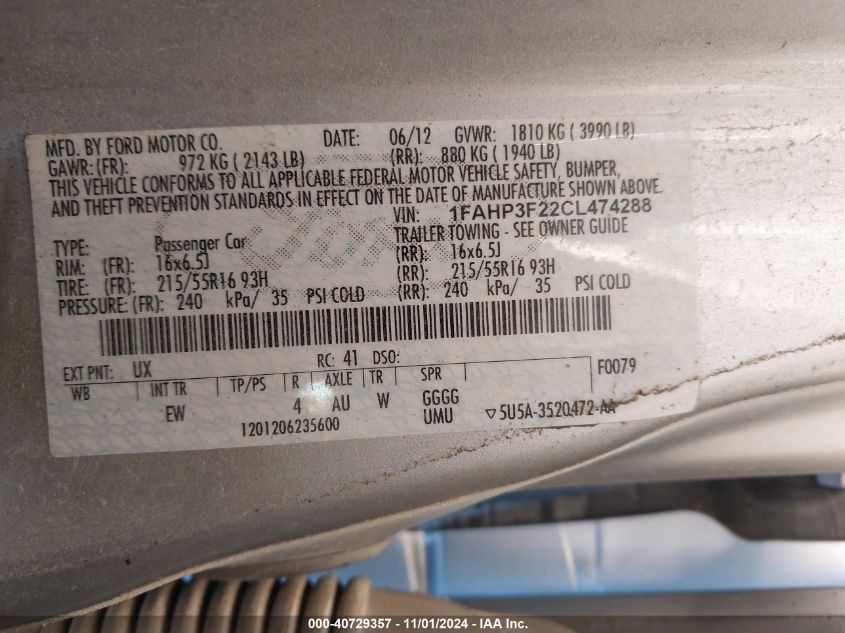 MFD. BY FORD MOTOR CO. DATE: 06/12 GVWR: 1810 KG ( 3990 LB)
GAWR: (FR): 972 KG ( 2143 LB) (RR): 880 KG ( 1940 LB)
THIS VEHICLE CONFORMS TO ALL APPLICABLE FEDERAL MOTOR VEHICLE SAFETY, BUMPER,
AND THEFT PREVENTION STANDARDS IN EFFECT ON THE DATE OF MANUFACTURE SHOWN ABOVE.
VIN: 1FAHP3F22CL474288
TYPE: Passenger Car TRAILER TOWING - SEE OWNER GUIDE
RIM: (FR): 16x6.5J (RR): 16x6.5J
TIRE: (FR): 215/55R16 93H (RR): 215/55R16 93H
PRESSURE: (FR): 240 kPa/ 35 PSI COLD (RR): 240 kPa/ 35 PSI COLD
EXT PNT: UX RC: 41 DSO: F0079
WB INT TR TP/PS R AXLE TR SPR
EW 4 AU W GGGG
1201206235600 UMU ▽5U5A-3520472-AA
000-40729357 - 11/01/2024 - IAA Inc.